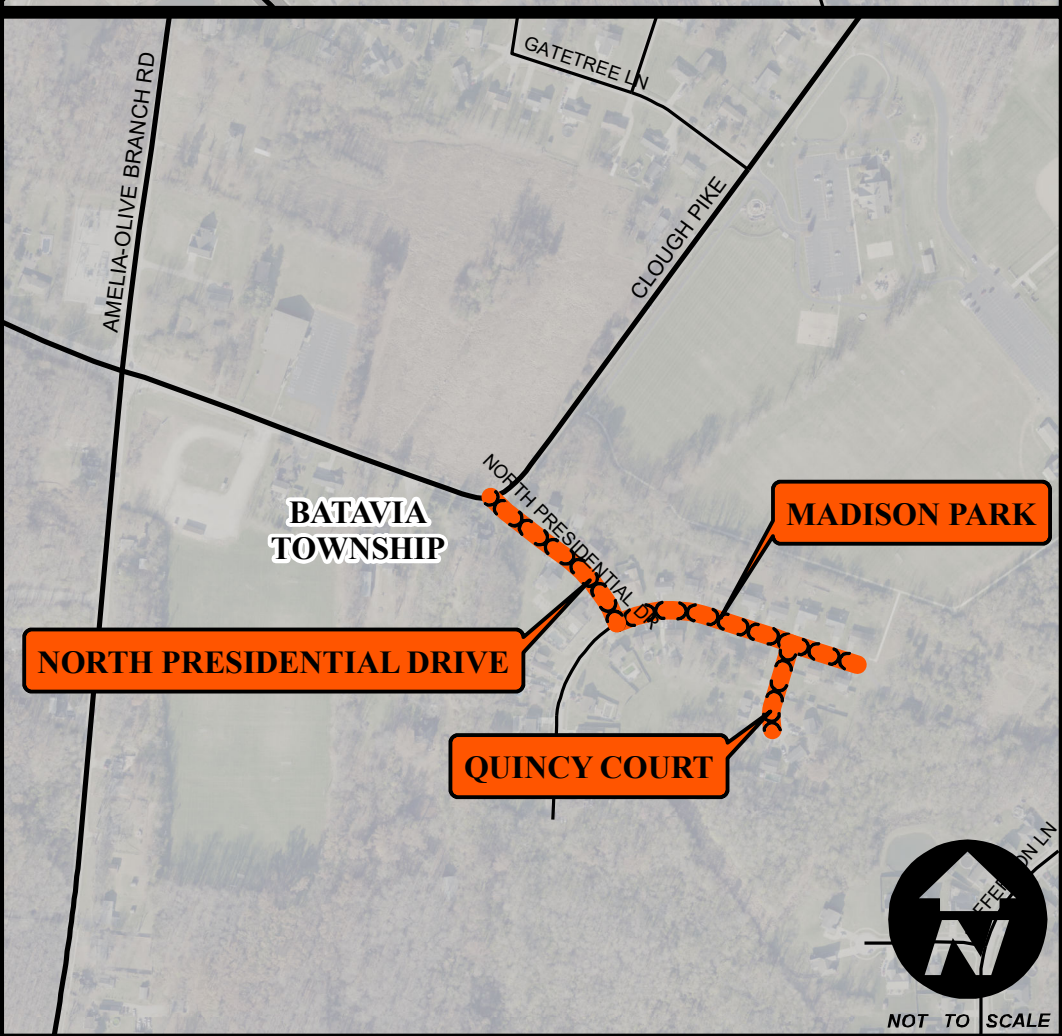 GATETREE LN
AMELIA-OLIVE BRANCH RD
CLOUGH PIKE
NORTH PRESIDENTIAL DR
BATAVIA
TOWNSHIP
MADISON PARK
NORTH PRESIDENTIAL DRIVE
QUINCY COURT
N
NOT TO SCALE